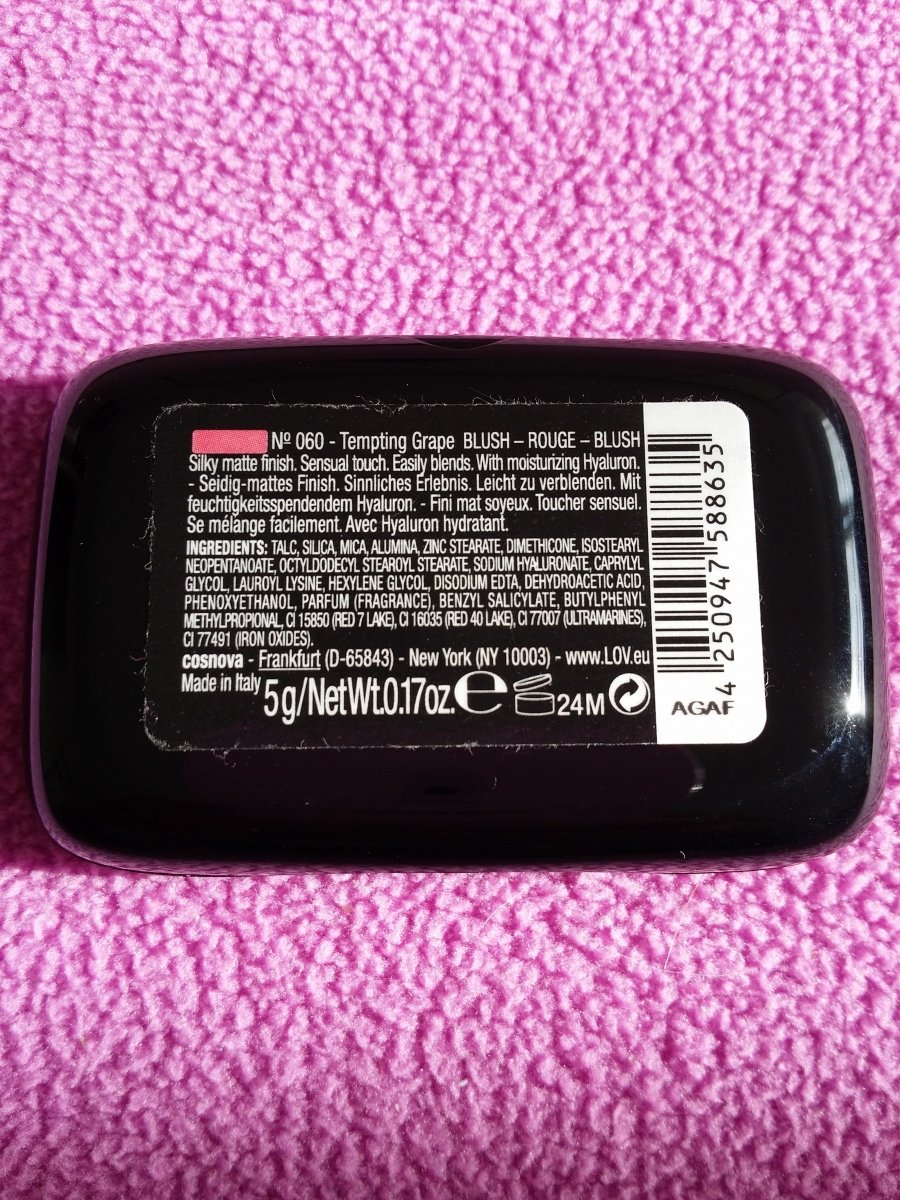 Nº 060 - Tempting Grape BLUSH – ROUGE – BLUSH
Silky matte finish. Sensual touch. Easily blends. With moisturizing Hyaluron.
- Seidig-mattes Finish. Sinnliches Erlebnis. Leicht zu verblenden. Mit
feuchtigkeitsspendendem Hyaluron. - Fini mat soyeux. Toucher sensuel.
Se mélange facilement. Avec Hyaluron hydratant.
INGREDIENTS: TALC, SILICA, MICA, ALUMINA, ZINC STEARATE, DIMETHICONE, ISOSTEARYL
NEOPENTANOATE, OCTYLDODECYL STEAROYL STEARATE, SODIUM HYALURONATE, CAPRYLYL
GLYCOL, LAUROYL LYSINE, HEXYLENE GLYCOL, DISODIUM EDTA, DEHYDROACETIC ACID,
PHENOXYETHANOL, PARFUM (FRAGRANCE), BENZYL SALICYLATE, BUTYLPHENYL
METHYLPROPIONAL, CI 15850 (RED 7 LAKE), CI 16035 (RED 40 LAKE), CI 77007 (ULTRAMARINES),
CI 77491 (IRON OXIDES).
cosnova - Frankfurt (D-65843) - New York (NY 10003) - www.LOV.eu
Made in Italy 5g/NetWt.0.17oz. e 24M
4 250947 588635
AGAF